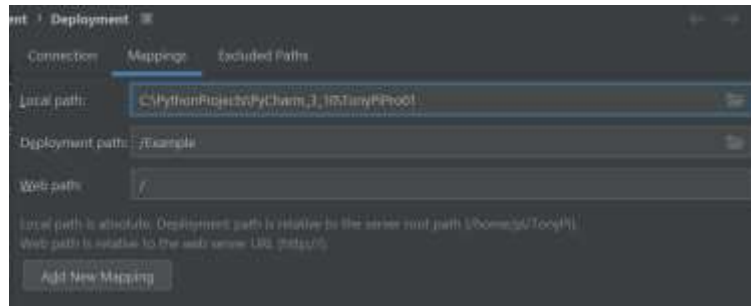 ent › Deployment
Connection Mappings Excluded Paths
Local path: C:\PythonProjects\PyCharm_3_10\TonyPiPro01
Deployment path: /Example
Web path: /
Local path is absolute. Deployment path is relative to the server root path (/home/pi/TonyPi).
Web path is relative to the web server URL (http://).
Add New Mapping